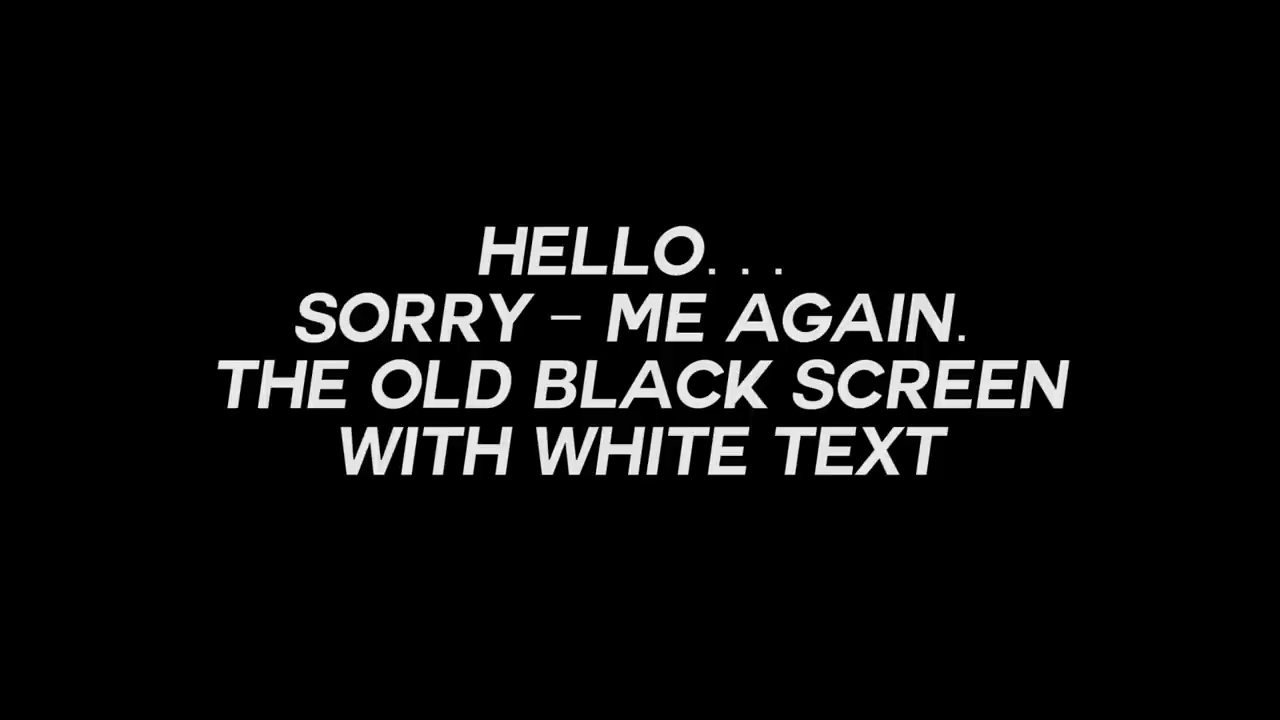 HELLO. . .
SORRY – ME AGAIN.
THE OLD BLACK SCREEN
WITH WHITE TEXT